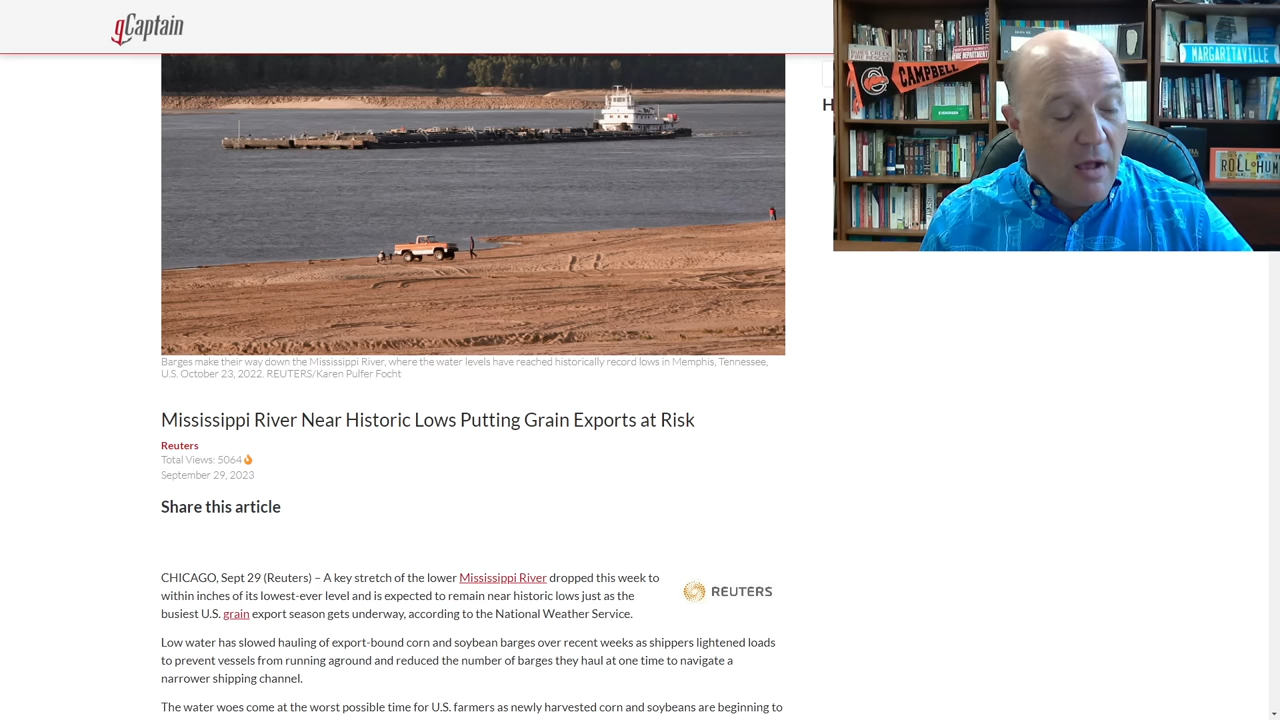 gCaptain
Barges make their way down the Mississippi River, where the water levels have reached historically record lows in Memphis, Tennessee,
U.S. October 23, 2022. REUTERS/Karen Pulfer Focht
Mississippi River Near Historic Lows Putting Grain Exports at Risk
Reuters
Total Views: 5064
September 29, 2023
Share this article
CHICAGO, Sept 29 (Reuters) – A key stretch of the lower Mississippi River dropped this week to
within inches of its lowest-ever level and is expected to remain near historic lows just as the
busiest U.S. grain export season gets underway, according to the National Weather Service.
REUTERS
Low water has slowed hauling of export-bound corn and soybean barges over recent weeks as shippers lightened loads
to prevent vessels from running aground and reduced the number of barges they haul at one time to navigate a
narrower shipping channel.
The water woes come at the worst possible time for U.S. farmers as newly harvested corn and soybeans are beginning to
H
CAMPBELL
MARGARITAVILLE
ROLL HUM